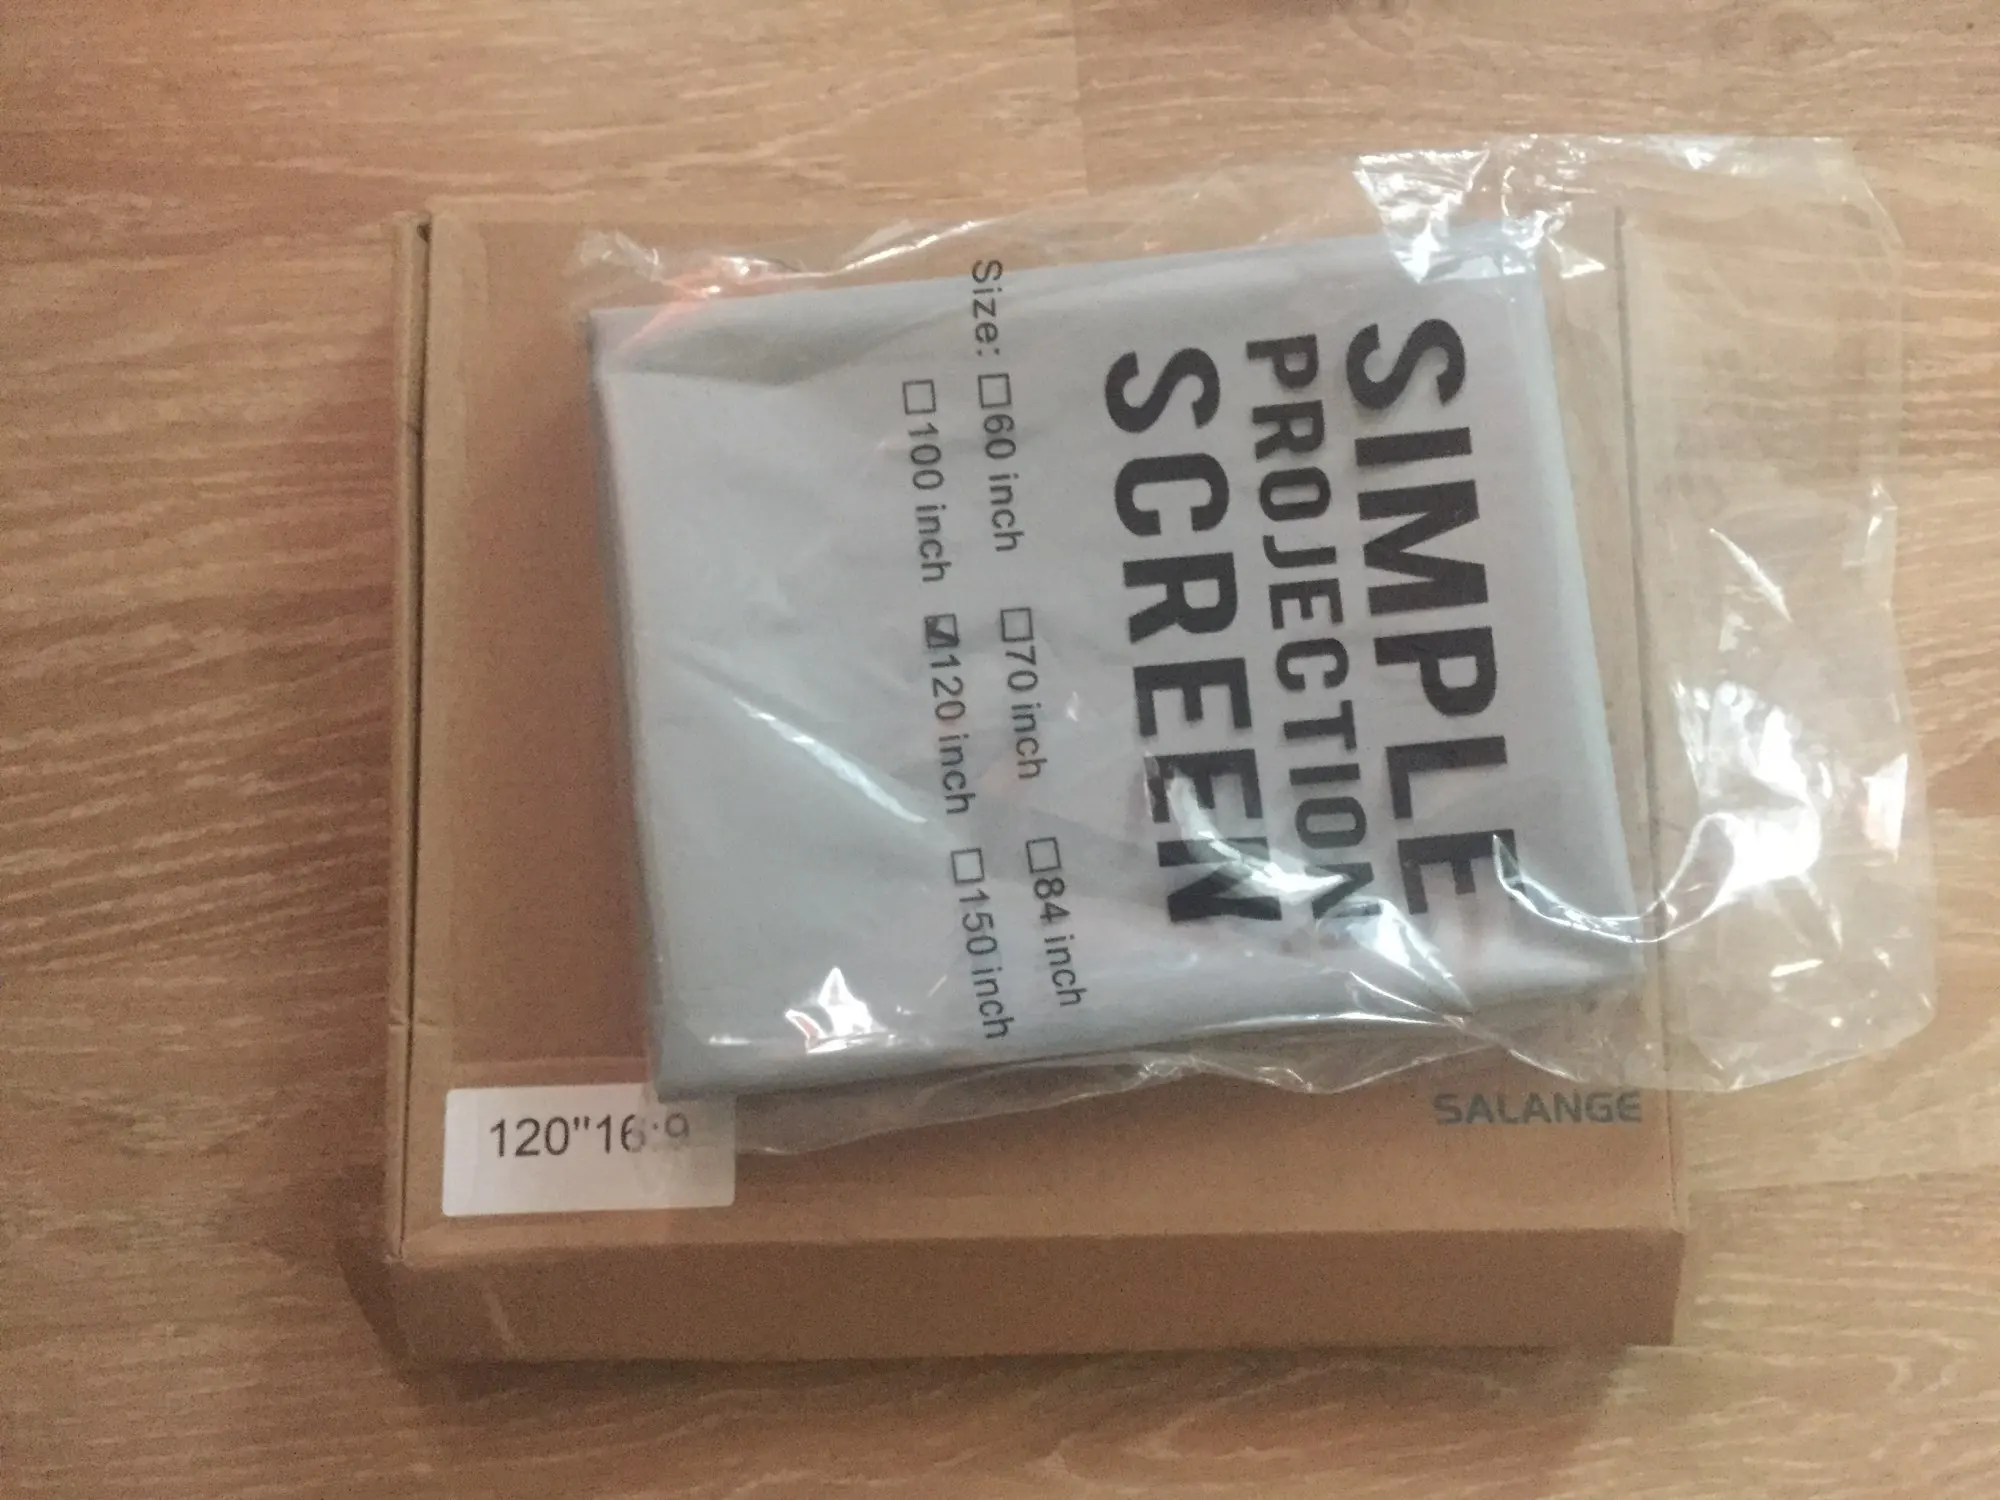 SIMPLE
PROJECTION
SCREEN
Size: ☐60 inch ☐70 inch ☐84 inch
☐100 inch ☑120 inch ☐150 inch
120"16:9
SALANGE